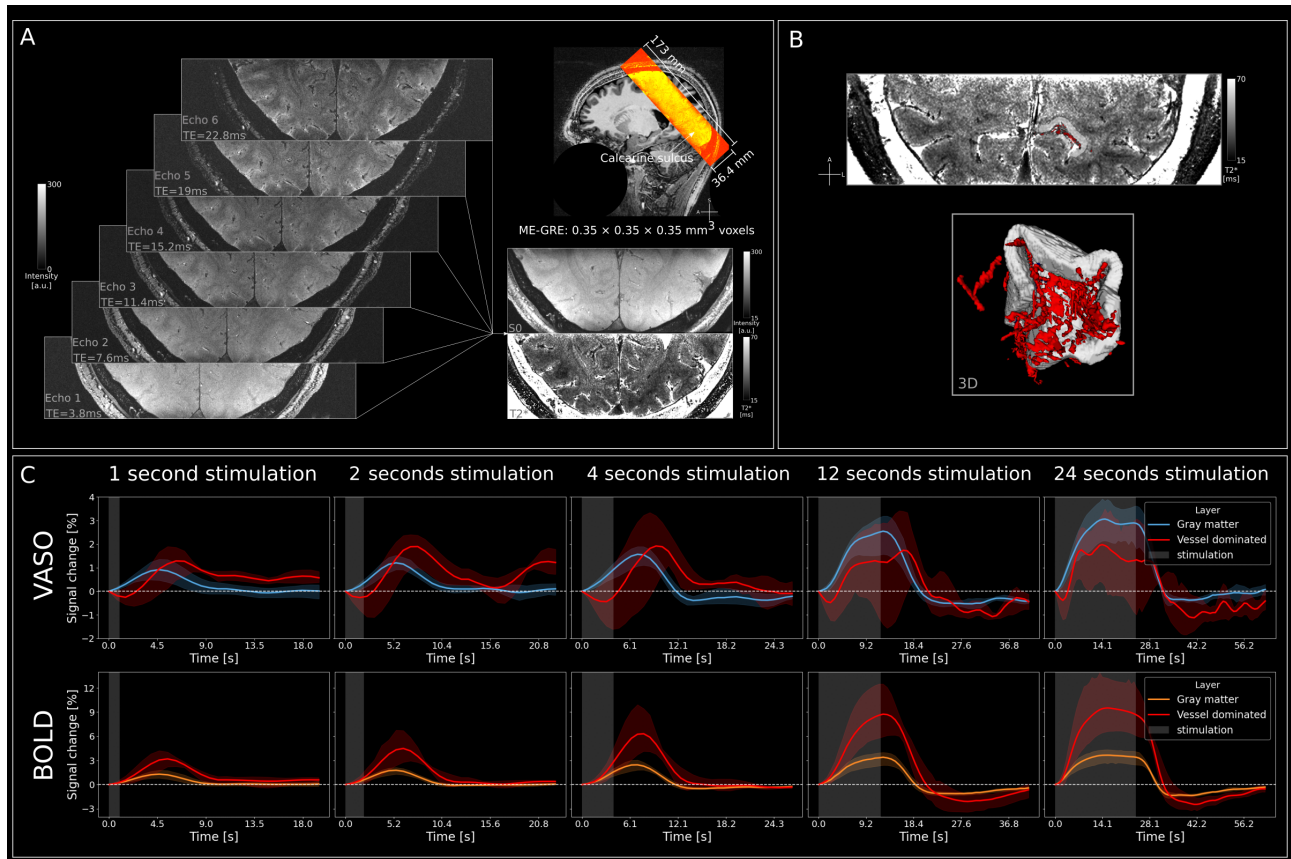 A
Echo 6
TE=22.8ms
Echo 5
TE=19ms
Echo 4
TE=15.2ms
Echo 3
TE=11.4ms
Echo 2
TE=7.6ms
Echo 1
TE=3.8ms
300
0
Intensity
[a.u.]
173 mm
36.4 mm
Calcarine sulcus
S
A
ME-GRE: 0.35 × 0.35 × 0.35 mm³ voxels
S0
300
15
Intensity
[a.u.]
T2*
70
15
T2*
[ms]
B
A
L
70
15
T2*
[ms]
3D
C
1 second stimulation
2 seconds stimulation
4 seconds stimulation
12 seconds stimulation
24 seconds stimulation
VASO
Signal change [%]
4
3
2
1
0
−1
−2
0.0 4.5 9.0 13.5 18.0
Time [s]
0.0 5.2 10.4 15.6 20.8
Time [s]
0.0 6.1 12.1 18.2 24.3
Time [s]
0.0 9.2 18.4 27.6 36.8
Time [s]
0.0 14.1 28.1 42.2 56.2
Time [s]
Layer
Gray matter
Vessel dominated
stimulation
BOLD
Signal change [%]
12
9
6
3
0
−3
0.0 4.5 9.0 13.5 18.0
Time [s]
0.0 5.2 10.4 15.6 20.8
Time [s]
0.0 6.1 12.1 18.2 24.3
Time [s]
0.0 9.2 18.4 27.6 36.8
Time [s]
0.0 14.1 28.1 42.2 56.2
Time [s]
Layer
Gray matter
Vessel dominated
stimulation